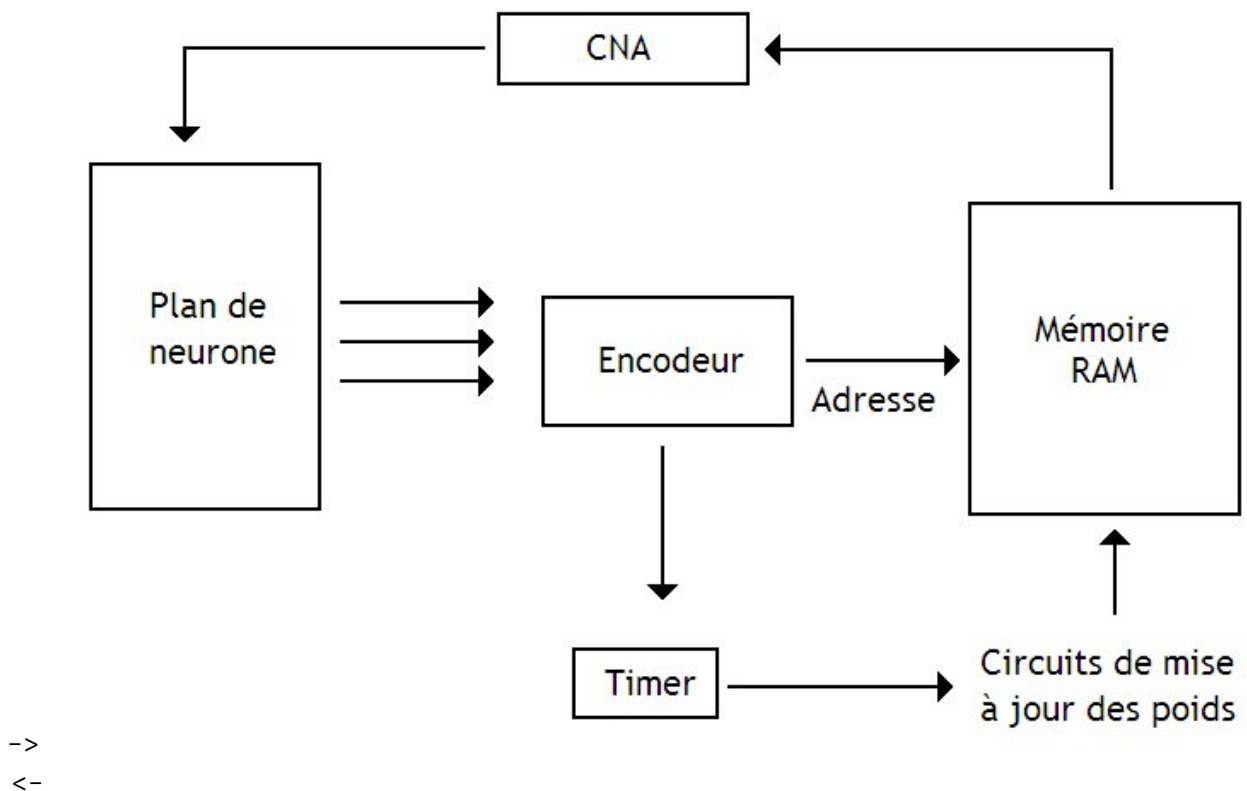 CNA
Plan de
neurone
Encodeur
Adresse
Mémoire
RAM
Timer
Circuits de mise
à jour des poids
->
<-